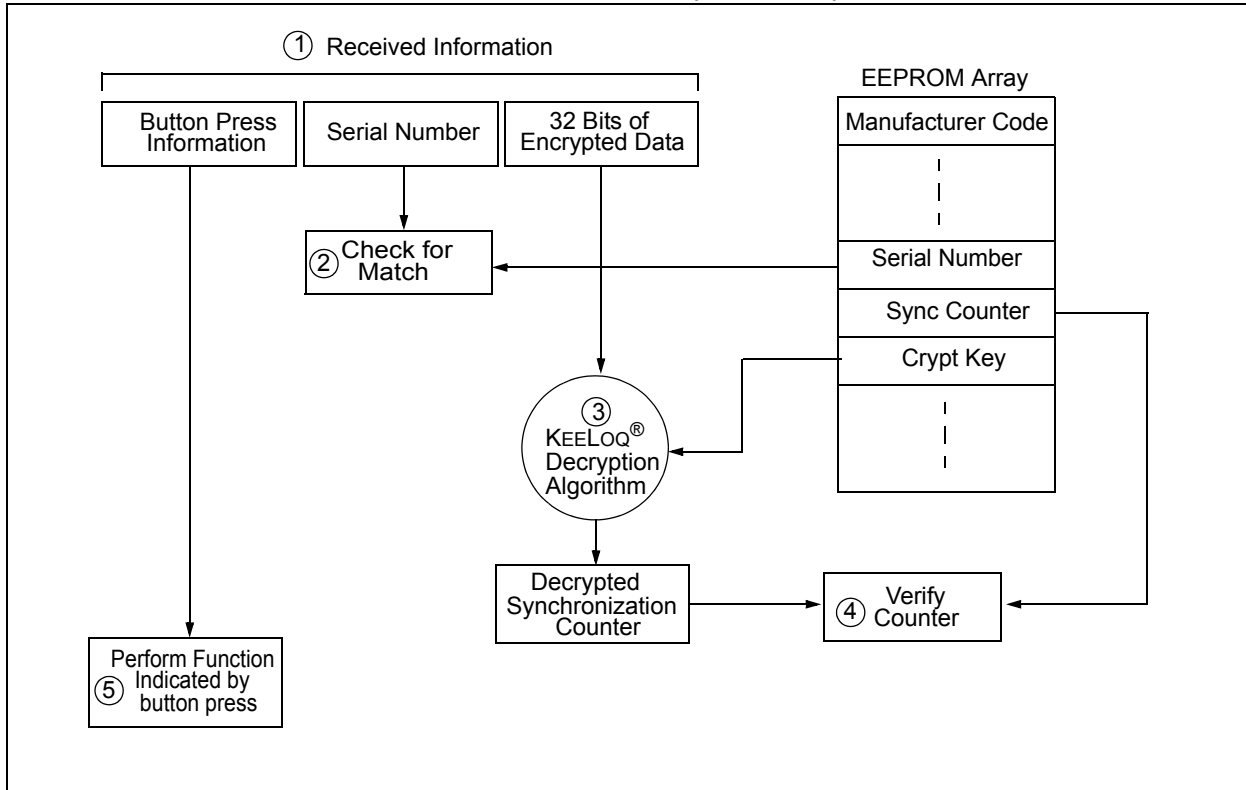 ① Received Information
EEPROM Array
Button Press
Information
Serial Number
32 Bits of
Encrypted Data
Manufacturer Code
② Check for
Match
Serial Number
Sync Counter
Crypt Key
③
KEELOQ®
Decryption
Algorithm
Decrypted
Synchronization
Counter
④ Verify
Counter
Perform Function
⑤ Indicated by
button press